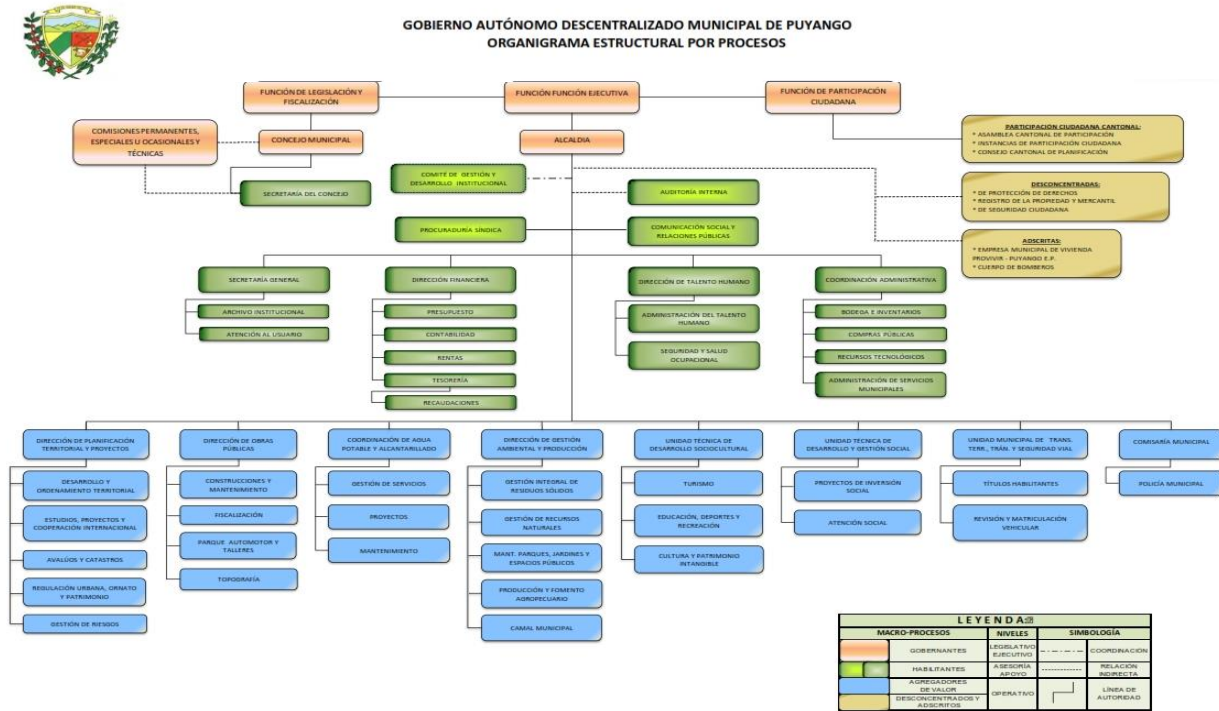 GOBIERNO AUTÓNOMO DESCENTRALIZADO MUNICIPAL DE PUYANGO
ORGANIGRAMA ESTRUCTURAL POR PROCESOS
FUNCIÓN DE LEGISLACIÓN Y
FISCALIZACIÓN
FUNCIÓN FUNCIÓN EJECUTIVA
FUNCIÓN DE PARTICIPACIÓN
CIUDADANA
COMISIONES PERMANENTES,
ESPECIALES U OCASIONALES Y
TÉCNICAS
CONCEJO MUNICIPAL
ALCALDIA
PARTICIPACIÓN CIUDADANA CANTONAL:
* ASAMBLEA CANTONAL DE PARTICIPACIÓN
* INSTANCIAS DE PARTICIPACIÓN CIUDADANA
* CONSEJO CANTONAL DE PLANIFICACIÓN
SECRETARÍA DEL CONCEJO
COMITÉ DE GESTIÓN Y
DESARROLLO INSTITUCIONAL
AUDITORÍA INTERNA
DESCONCENTRADAS:
* DE PROTECCIÓN DE DERECHOS
* REGISTRO DE LA PROPIEDAD Y MERCANTIL
* DE SEGURIDAD CIUDADANA
PROCURADURÍA SÍNDICA
COMUNICACIÓN SOCIAL Y
RELACIONES PÚBLICAS
ADSCRITAS:
* EMPRESA MUNICIPAL DE VIVIENDA
PROVIVIR - PUYANGO E.P.
* CUERPO DE BOMBEROS
SECRETARÍA GENERAL
ARCHIVO INSTITUCIONAL
ATENCIÓN AL USUARIO
DIRECCIÓN FINANCIERA
PRESUPUESTO
CONTABILIDAD
RENTAS
TESORERÍA
RECAUDACIONES
DIRECCIÓN DE TALENTO HUMANO
ADMINISTRACIÓN DEL TALENTO
HUMANO
SEGURIDAD Y SALUD
OCUPACIONAL
COORDINACIÓN ADMINISTRATIVA
BODEGA E INVENTARIOS
COMPRAS PÚBLICAS
RECURSOS TECNOLÓGICOS
ADMINISTRACIÓN DE SERVICIOS
MUNICIPALES
DIRECCIÓN DE PLANIFICACIÓN
TERRITORIAL Y PROYECTOS
DESARROLLO Y
ORDENAMIENTO TERRITORIAL
ESTUDIOS, PROYECTOS Y
COOPERACIÓN INTERNACIONAL
AVALÚOS Y CATASTROS
REGULACIÓN URBANA, ORNATO
Y PATRIMONIO
GESTIÓN DE RIESGOS
DIRECCIÓN DE OBRAS
PÚBLICAS
CONSTRUCCIONES Y
MANTENIMIENTO
FISCALIZACIÓN
PARQUE AUTOMOTOR Y
TALLERES
TOPOGRAFÍA
COORDINACIÓN DE AGUA
POTABLE Y ALCANTARILLADO
GESTIÓN DE SERVICIOS
PROYECTOS
MANTENIMIENTO
DIRECCIÓN DE GESTIÓN
AMBIENTAL Y PRODUCCIÓN
GESTIÓN INTEGRAL DE
RESIDUOS SÓLIDOS
GESTIÓN DE RECURSOS
NATURALES
MANT. PARQUES, JARDINES Y
ESPACIOS PÚBLICOS
PRODUCCIÓN Y FOMENTO
AGROPECUARIO
CAMAL MUNICIPAL
UNIDAD TÉCNICA DE
DESARROLLO SOCIOCULTURAL
TURISMO
EDUCACIÓN, DEPORTES Y
RECREACIÓN
CULTURA Y PATRIMONIO
INTANGIBLE
UNIDAD TÉCNICA DE
DESARROLLO Y GESTIÓN SOCIAL
PROYECTOS DE INVERSIÓN
SOCIAL
ATENCIÓN SOCIAL
UNIDAD MUNICIPAL DE TRANS.
TERR., TRÁN. Y SEGURIDAD VIAL
TÍTULOS HABILITANTES
REVISIÓN Y MATRICULACIÓN
VEHICULAR
COMISARÍA MUNICIPAL
POLICÍA MUNICIPAL
LEYENDA:
MACRO-PROCESOS NIVELES SIMBOLOGÍA
GOBERNANTES LEGISLATIVO EJECUTIVO COORDINACIÓN
HABILITANTES ASESORÍA APOYO RELACIÓN INDIRECTA
AGREGADORES DE VALOR OPERATIVO LÍNEA DE AUTORIDAD
DESCONCENTRADOS Y ADSCRITOS